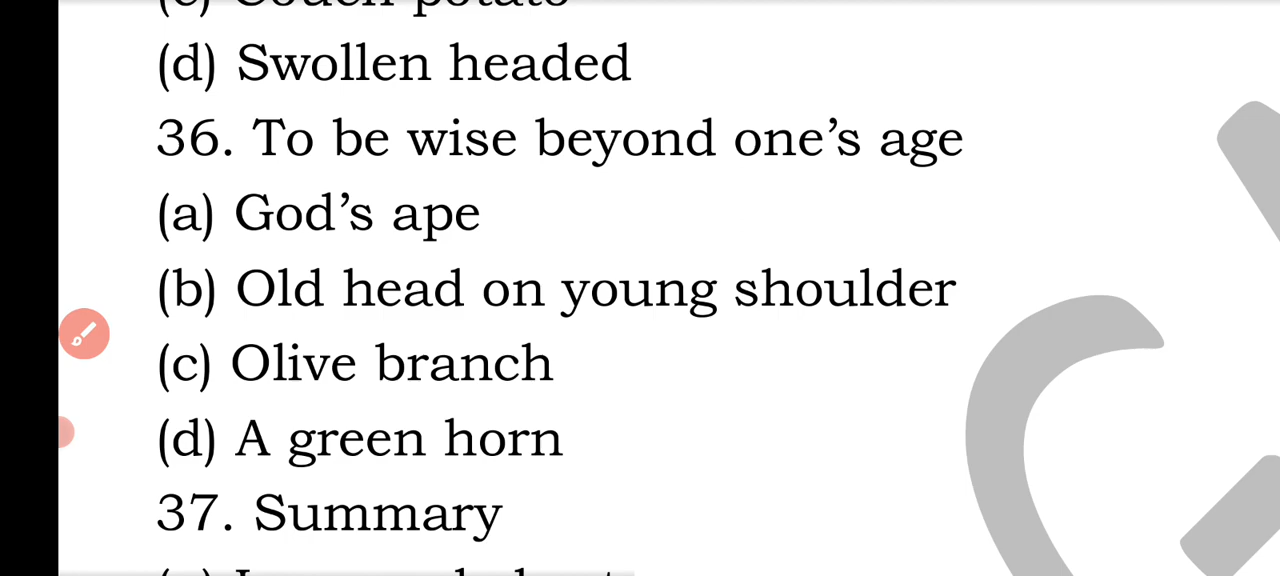 (d) Swollen headed
36. To be wise beyond one's age
(a) God's ape
(b) Old head on young shoulder
(c) Olive branch
(d) A green horn
37. Summary